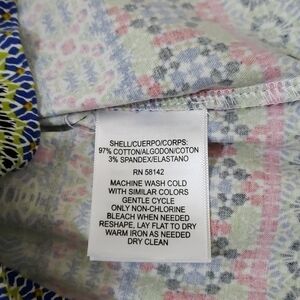 SHELL/CUERPO/CORPS:
97% COTTON/ALGODON/COTON
3% SPANDEX/ELASTANO
RN 58142
MACHINE WASH COLD
WITH SIMILAR COLORS
GENTLE CYCLE
ONLY NON-CHLORINE
BLEACH WHEN NEEDED
RESHAPE, LAY FLAT TO DRY
WARM IRON AS NEEDED
DRY CLEAN